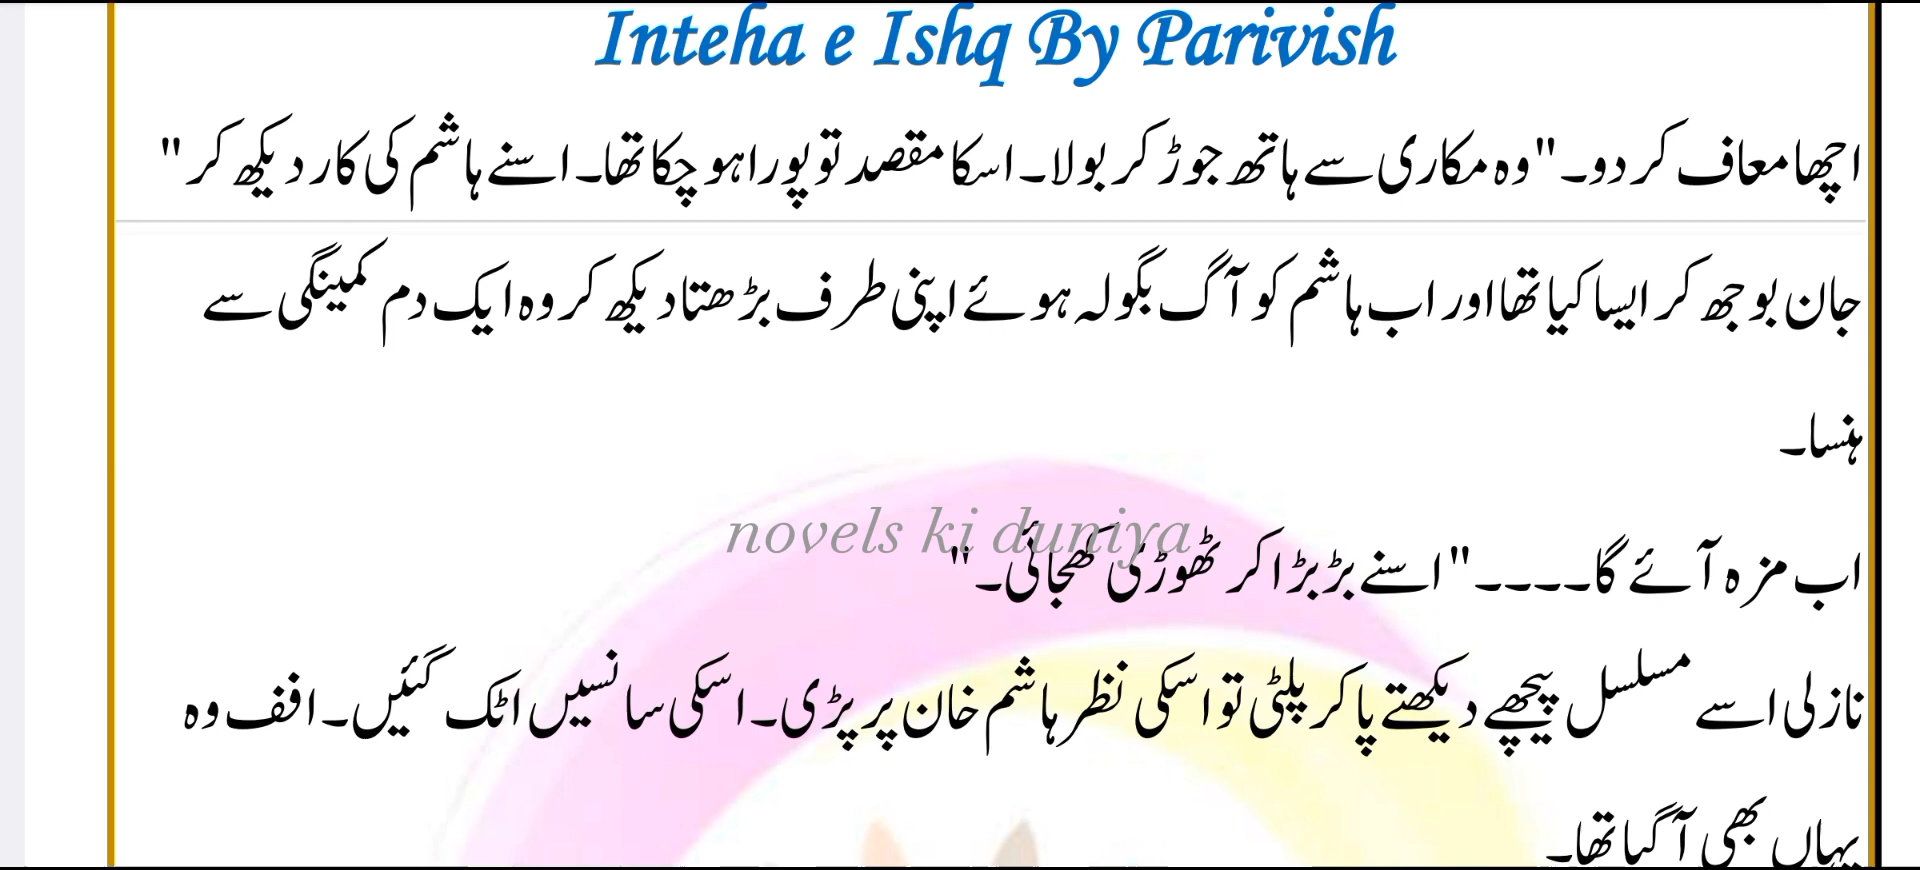 Inteha e Ishq By Parivish
اچھا معاف کر دو۔"وہ مکاری سے ہاتھ جوڑ کر بولا۔ اسکا مقصد تو پورا ہو چکا تھا۔ اسنے ہاشم کی کار دیکھ کر"
جان بوجھ کر ایسا کیا تھا اور اب ہاشم کو آگ بگولہ ہوئے اپنی طرف بڑھتا دیکھ کر وہ ایک دم کمینگی سے
ہنسا۔
novels ki duniya
اب مزہ آئے گا۔۔۔۔"اسنے بڑبڑا کر ٹھوڑی کھجائی۔"
نازلی اسے مسلسل پیچھے دیکھتے پا کر پلٹی تو اسکی نظر ہاشم خان پر پڑی۔ اسکی سانسیں اٹک گئیں۔ افف وہ
یہاں بھی آ گیا تھا۔